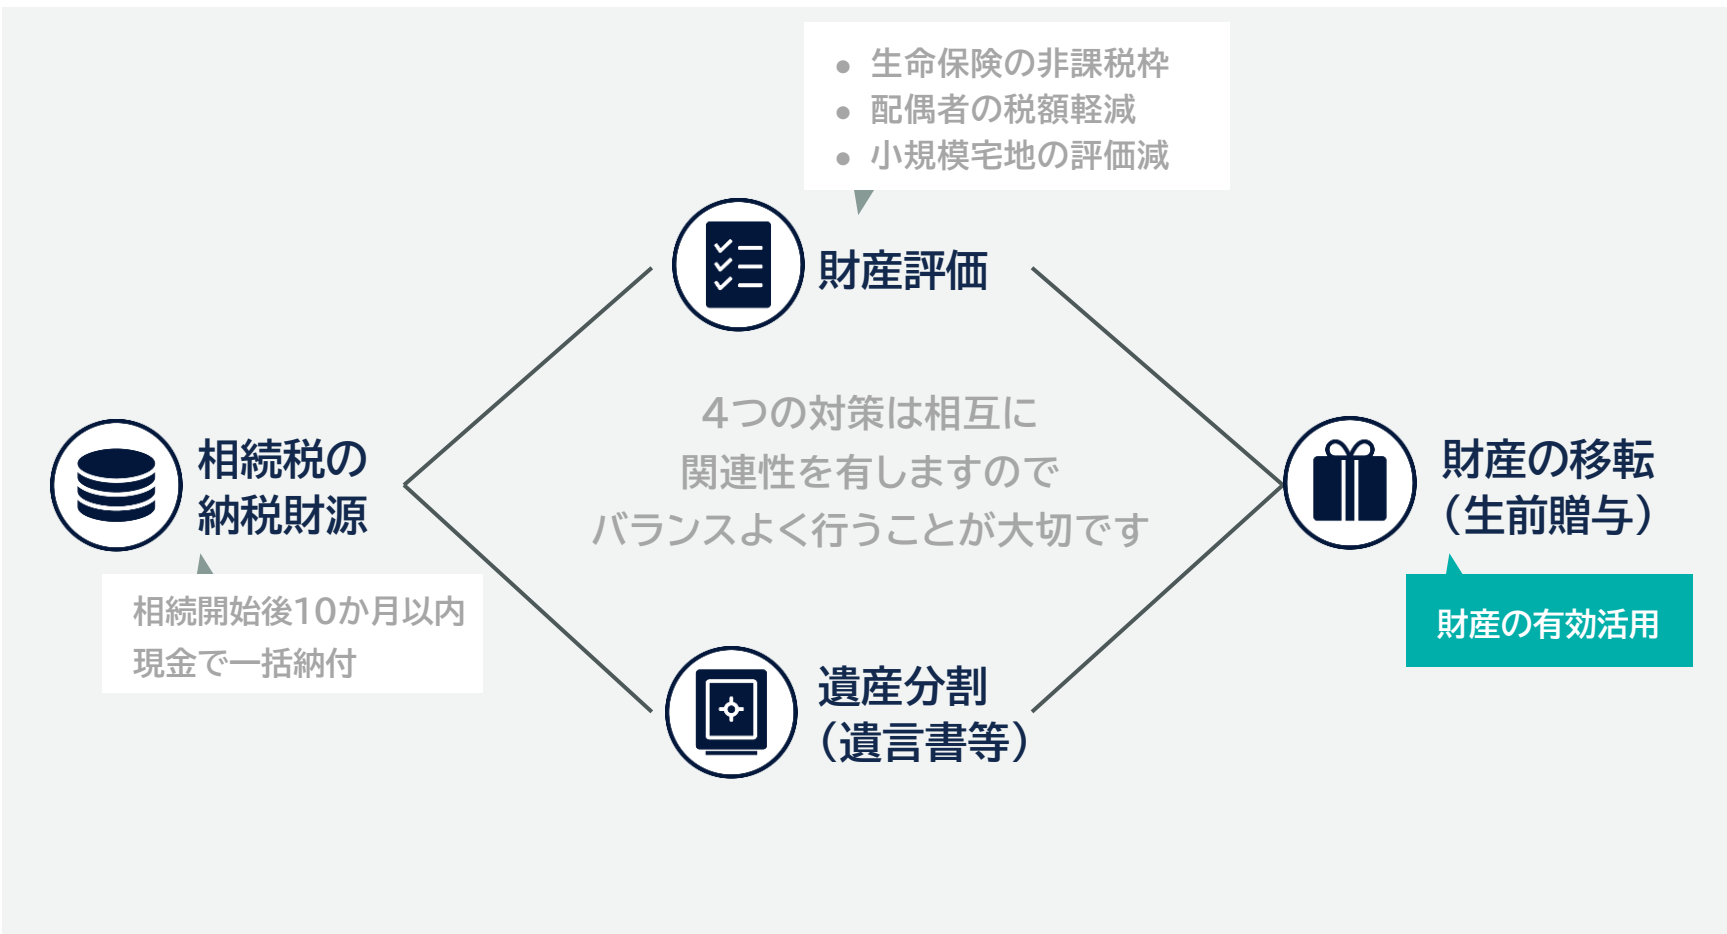 ● 生命保険の非課税枠
● 配偶者の税額軽減
● 小規模宅地の評価減
財産評価
4つの対策は相互に
関連性を有しますので
バランスよく行うことが大切です
相続税の
納税財源
相続開始後10か月以内
現金で一括納付
財産の移転
（生前贈与）
財産の有効活用
遺産分割
（遺言書等）